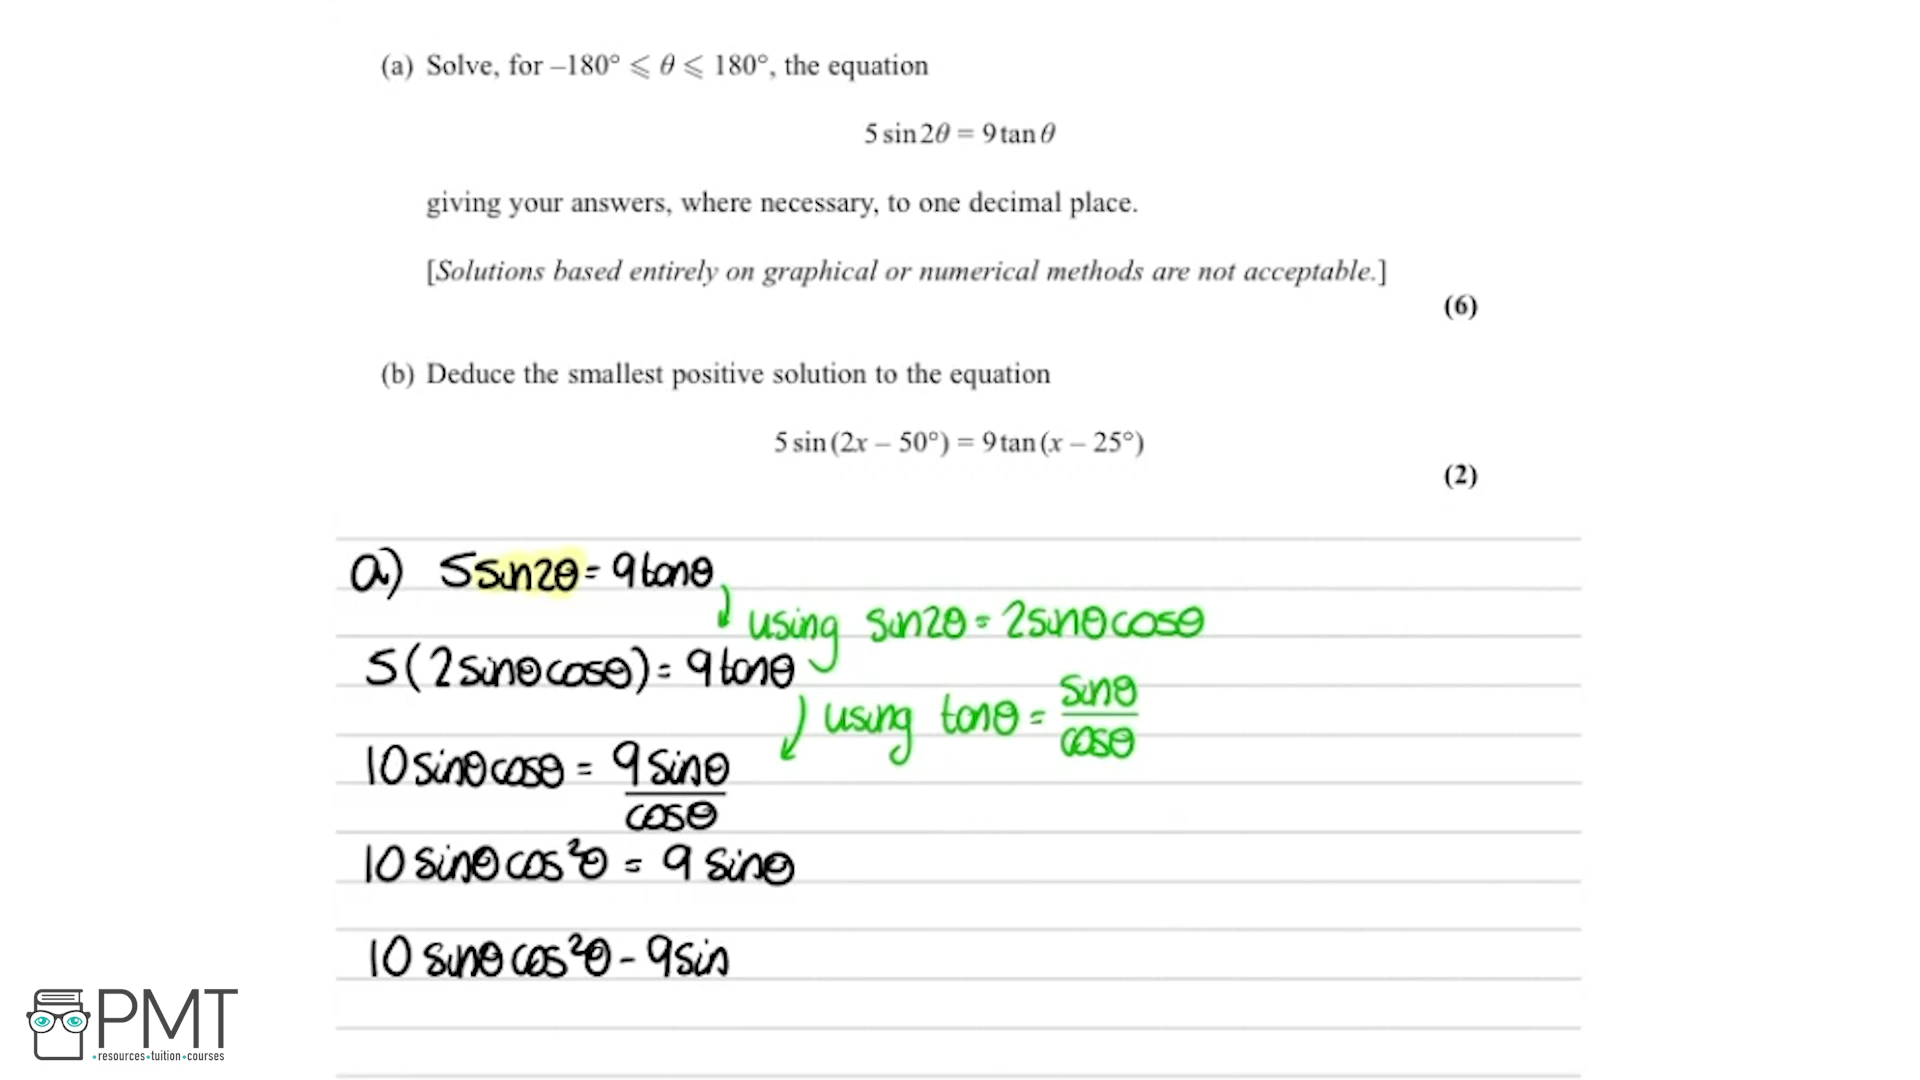 (a) Solve, for –180° ⩽ θ ⩽ 180°, the equation
5 sin 2θ = 9 tan θ
giving your answers, where necessary, to one decimal place.
[Solutions based entirely on graphical or numerical methods are not acceptable.]
(6)
(b) Deduce the smallest positive solution to the equation
5 sin (2x – 50°) = 9 tan (x – 25°)
(2)
a) 5sin2θ = 9tanθ
using sin2θ = 2sinθcosθ
5(2sinθcosθ) = 9tanθ
using tanθ = sinθ/cosθ
10sinθcosθ = 9sinθ/cosθ
10sinθcos²θ = 9sinθ
10sinθcos²θ - 9sin
PMT
•resources•tuition•courses